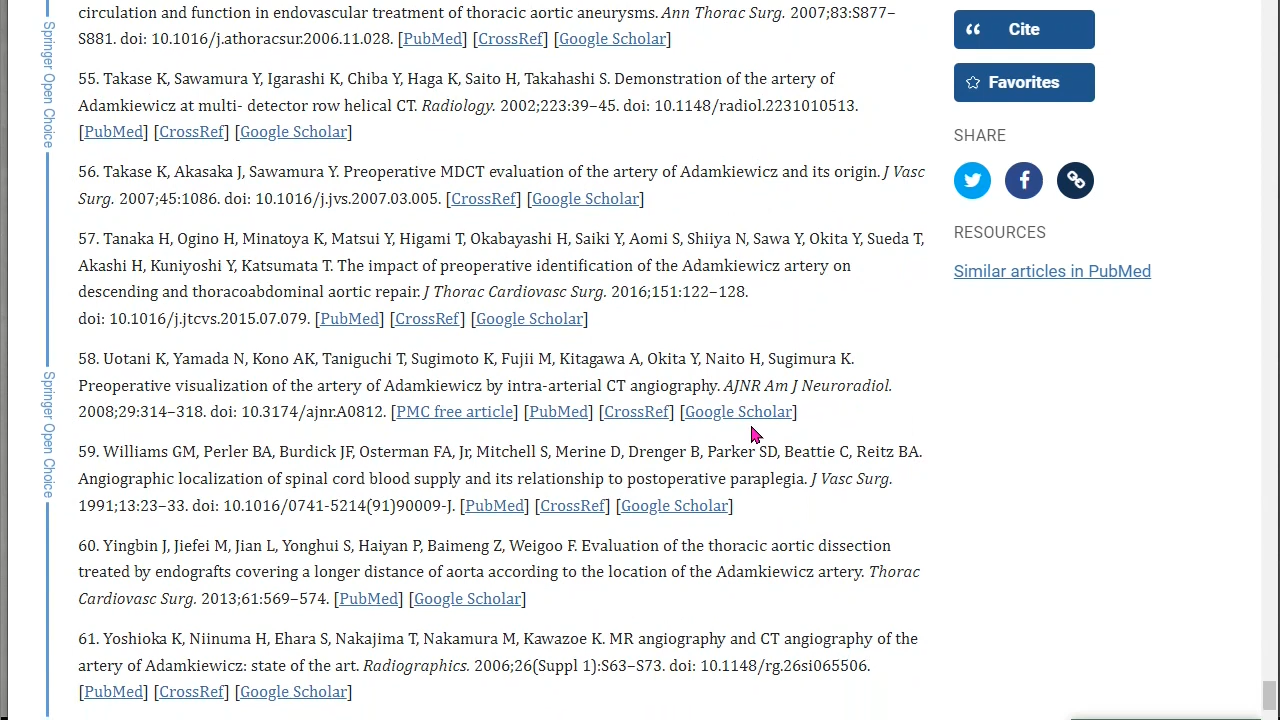 circulation and function in endovascular treatment of thoracic aortic aneurysms. Ann Thorac Surg. 2007;83:S877–
S881. doi: 10.1016/j.athoracsur.2006.11.028. [PubMed] [CrossRef] [Google Scholar]
55. Takase K, Sawamura Y, Igarashi K, Chiba Y, Haga K, Saito H, Takahashi S. Demonstration of the artery of
Adamkiewicz at multi- detector row helical CT. Radiology. 2002;223:39–45. doi: 10.1148/radiol.2231010513.
[PubMed] [CrossRef] [Google Scholar]
56. Takase K, Akasaka J, Sawamura Y. Preoperative MDCT evaluation of the artery of Adamkiewicz and its origin. J Vasc
Surg. 2007;45:1086. doi: 10.1016/j.jvs.2007.03.005. [CrossRef] [Google Scholar]
57. Tanaka H, Ogino H, Minatoya K, Matsui Y, Higami T, Okabayashi H, Saiki Y, Aomi S, Shiiya N, Sawa Y, Okita Y, Sueda T,
Akashi H, Kuniyoshi Y, Katsumata T. The impact of preoperative identification of the Adamkiewicz artery on
descending and thoracoabdominal aortic repair. J Thorac Cardiovasc Surg. 2016;151:122–128.
doi: 10.1016/j.jtcvs.2015.07.079. [PubMed] [CrossRef] [Google Scholar]
58. Uotani K, Yamada N, Kono AK, Taniguchi T, Sugimoto K, Fujii M, Kitagawa A, Okita Y, Naito H, Sugimura K.
Preoperative visualization of the artery of Adamkiewicz by intra-arterial CT angiography. AJNR Am J Neuroradiol.
2008;29:314–318. doi: 10.3174/ajnr.A0812. [PMC free article] [PubMed] [CrossRef] [Google Scholar]
59. Williams GM, Perler BA, Burdick JF, Osterman FA, Jr, Mitchell S, Merine D, Drenger B, Parker SD, Beattie C, Reitz BA.
Angiographic localization of spinal cord blood supply and its relationship to postoperative paraplegia. J Vasc Surg.
1991;13:23–33. doi: 10.1016/0741-5214(91)90009-J. [PubMed] [CrossRef] [Google Scholar]
60. Yingbin J, Jiefei M, Jian L, Yonghui S, Haiyan P, Baimeng Z, Weigoo F. Evaluation of the thoracic aortic dissection
treated by endografts covering a longer distance of aorta according to the location of the Adamkiewicz artery. Thorac
Cardiovasc Surg. 2013;61:569–574. [PubMed] [Google Scholar]
61. Yoshioka K, Niinuma H, Ehara S, Nakajima T, Nakamura M, Kawazoe K. MR angiography and CT angiography of the
artery of Adamkiewicz: state of the art. Radiographics. 2006;26(Suppl 1):S63–S73. doi: 10.1148/rg.26si065506.
[PubMed] [CrossRef] [Google Scholar]
Springer Open Choice
Springer Open Choice
Cite
Favorites
SHARE
RESOURCES
Similar articles in PubMed